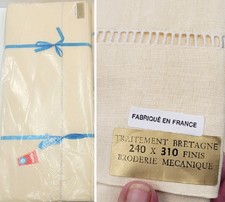 FABRIQUÉ EN FRANCE
TRAITEMENT BRETAGNE
240 X 310 FINIS
BRODERIE MECANIQUE